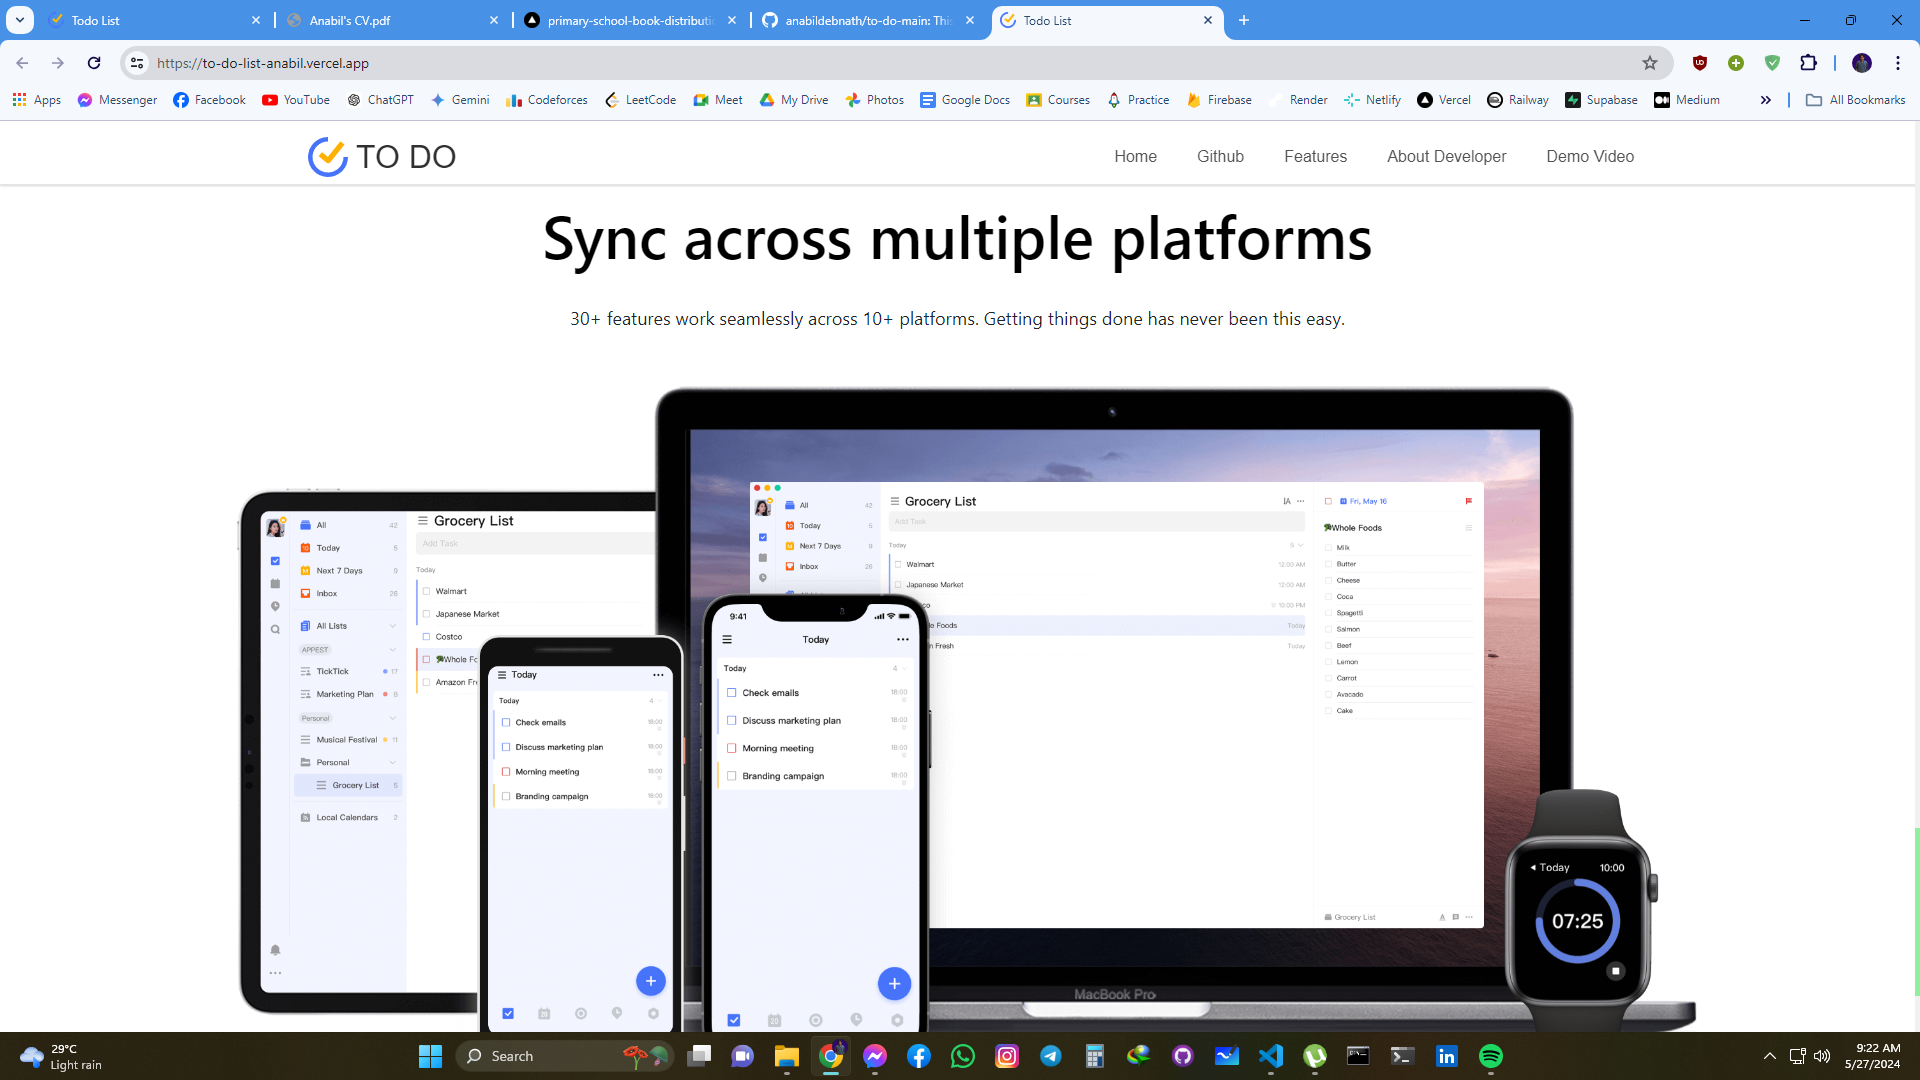 Todo List
Anabil's CV.pdf
primary-school-book-distributi
anabildebnath/to-do-main: This
Todo List
https://to-do-list-anabil.vercel.app
Apps
Messenger
Facebook
YouTube
ChatGPT
Gemini
Codeforces
LeetCode
Meet
My Drive
Photos
Google Docs
Courses
Practice
Firebase
Render
Netlify
Vercel
Railway
Supabase
Medium
All Bookmarks
TO DO
Home
Github
Features
About Developer
Demo Video
Sync across multiple platforms
30+ features work seamlessly across 10+ platforms. Getting things done has never been this easy.
All 42
Today 5
Next 7 Days 9
Inbox 26
All Lists
APPEST
TickTick 17
Marketing Plan 8
Personal
Musical Festival 11
Personal
Grocery List 5
Local Calendars 2
Grocery List
Add Task
Today
Walmart
Japanese Market
Costco
Whole Fo
Amazon Fr
Today
Today 4
Check emails 18:00
Discuss marketing plan 18:00
Morning meeting 18:00
Branding campaign 18:00
9:41
Today
Today 4
Check emails 18:00
Discuss marketing plan 18:00
Morning meeting 18:00
Branding campaign 18:00
All 42
Today 5
Next 7 Days 9
Inbox 26
Grocery List
Add Task
Today 5
Walmart 12:00 AM
Japanese Market 12:00 AM
co 10:00 PM
le Foods Today
n Fresh Today
Fri, May 16
Whole Foods
Milk
Butter
Cheese
Coca
Spagetti
Salmon
Beef
Lemon
Carrot
Avacado
Cake
Grocery List
MacBook Pro
Today 10:00
07:25
29°C
Light rain
Search
9:22 AM
5/27/2024